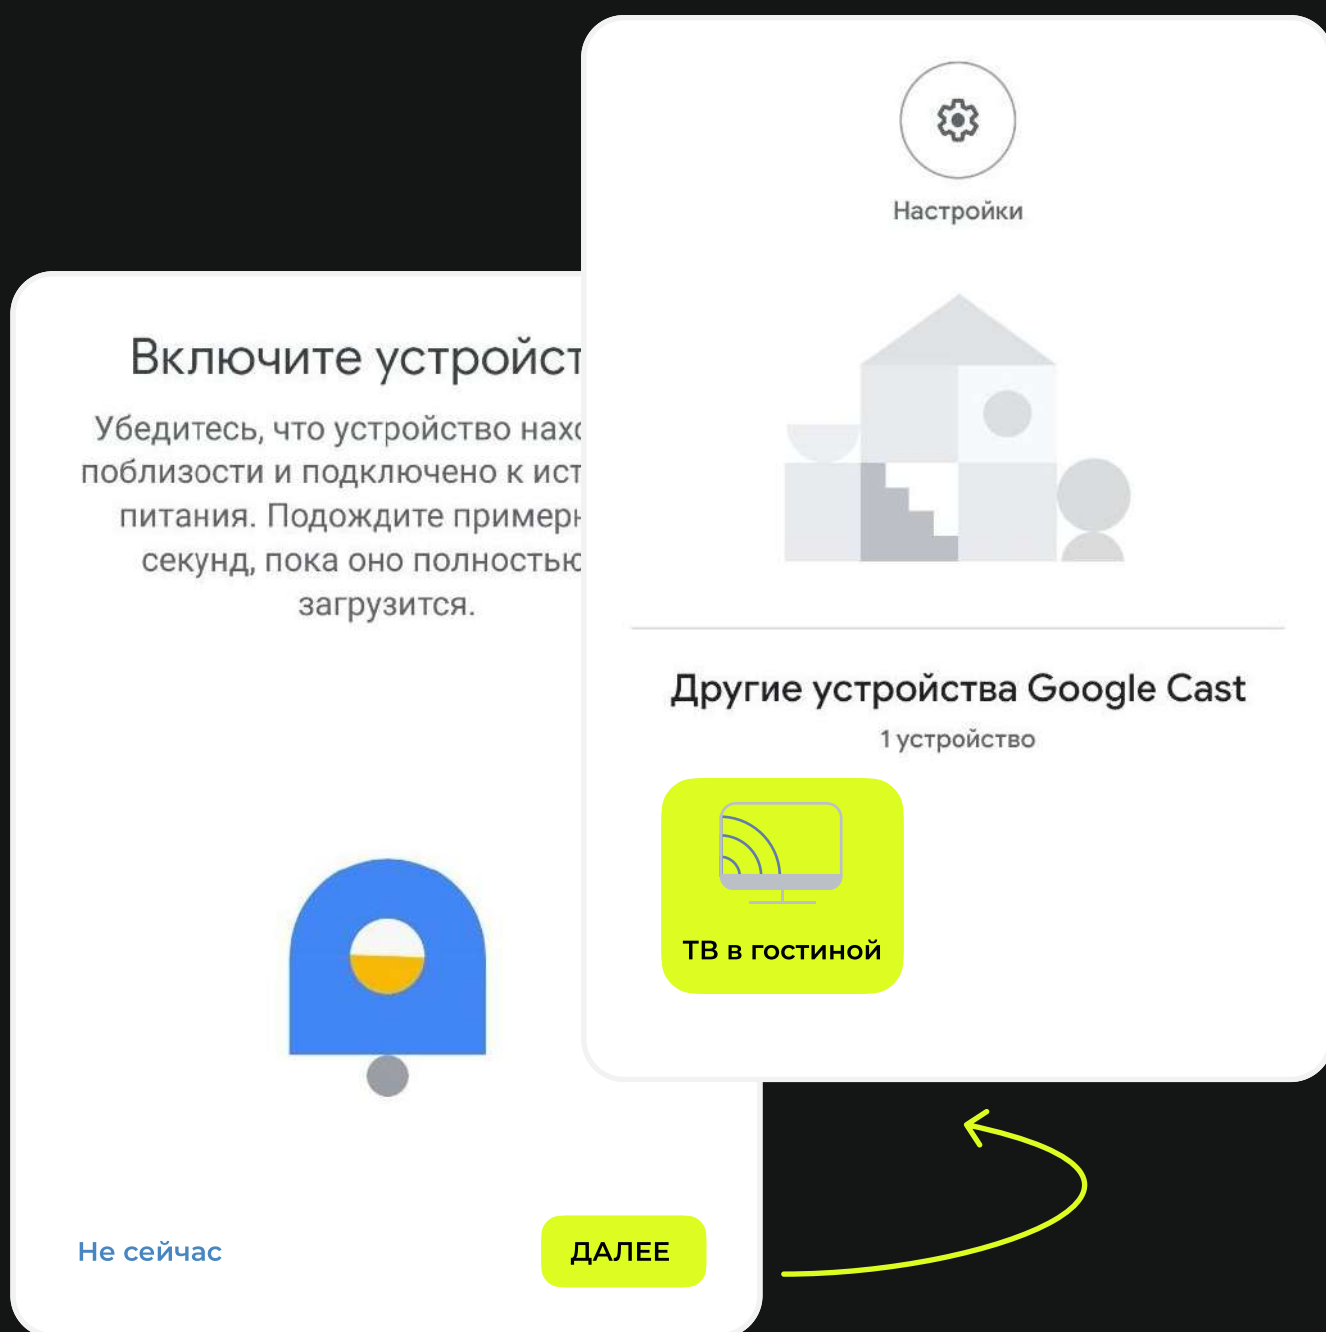 Настройки
Включите
Убедитесь, что устройство
поблизости и подключено к
питания. Подождите
секунд, пока оно
загрузится.
Другие устройства Google Cast
1 устройство
ТВ в гостиной
Не сейчас
ДАЛЕЕ